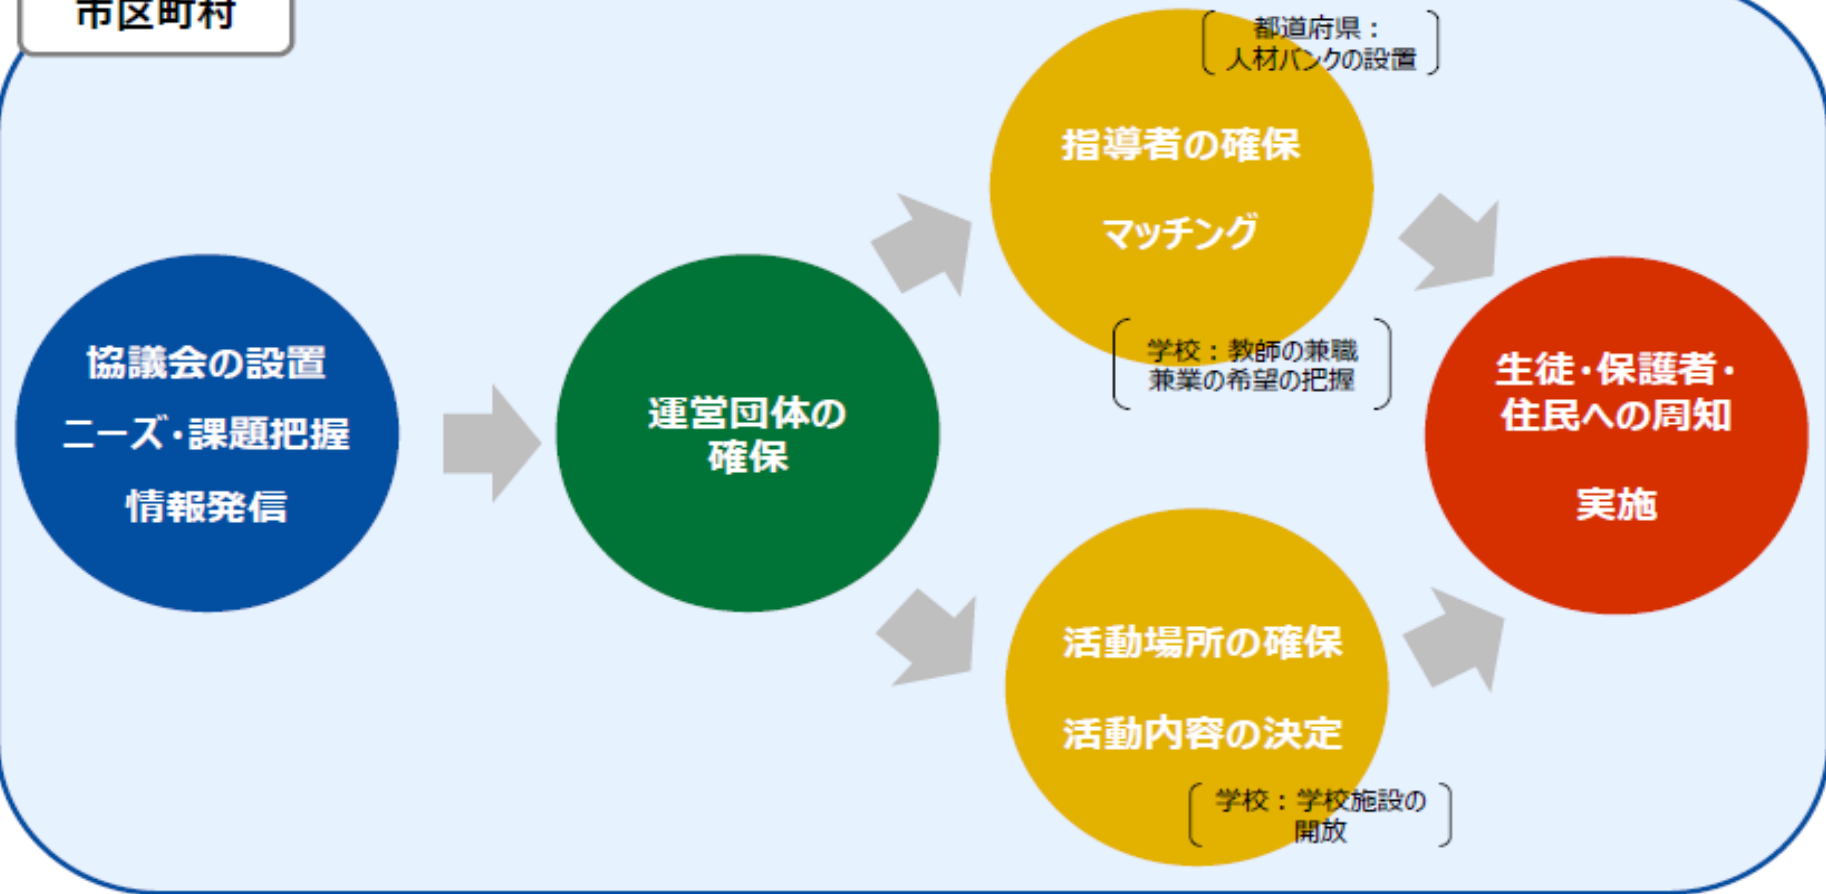 市区町村
協議会の設置
ニーズ・課題把握
情報発信
運営団体の
確保
都道府県：
人材バンクの設置
指導者の確保
マッチング
学校：教師の兼職
兼業の希望の把握
活動場所の確保
活動内容の決定
学校：学校施設の
開放
生徒・保護者・
住民への周知
実施